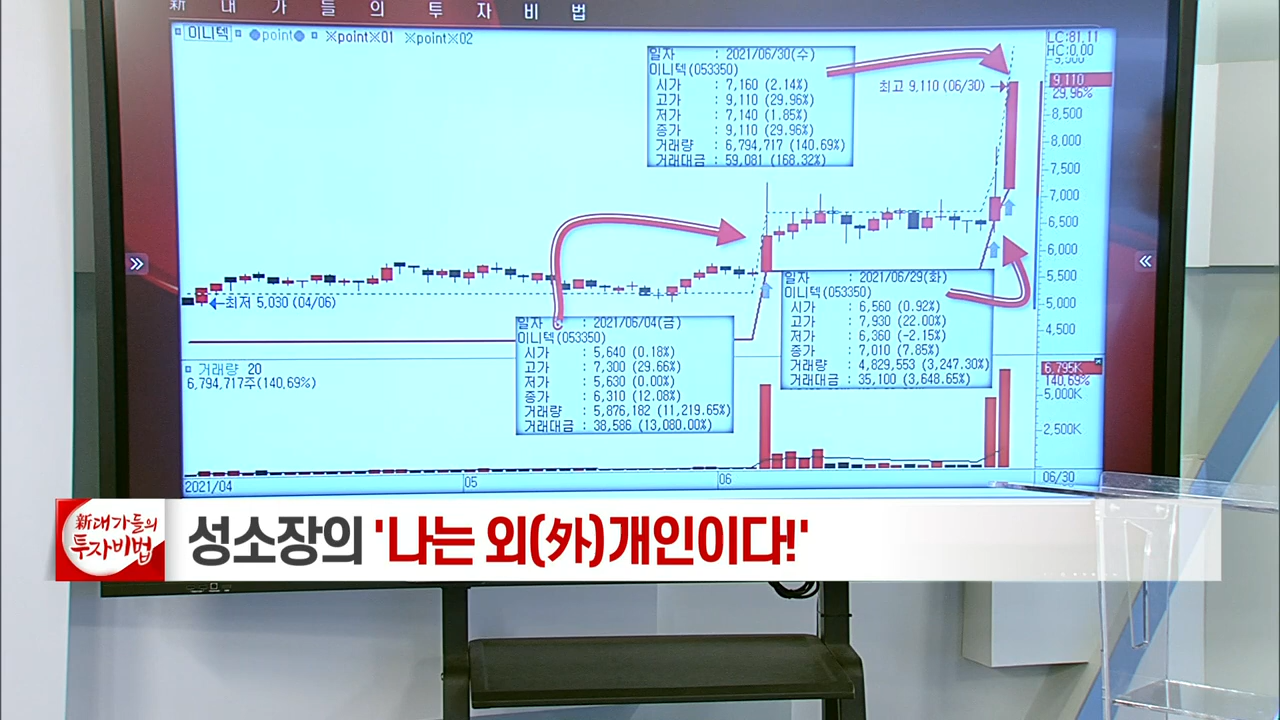 新 대 가 들 의 투 자 비 법
이니텍 point ※point※01 ※point※02
LC:81.11
HC:0.00
일자 : 2021/06/30(수)
이니텍(053350)
시가 : 7,160 (2.14%)
고가 : 9,110 (29.96%)
저가 : 7,140 (1.85%)
종가 : 9,110 (29.96%)
거래량 : 6,794,717 (140.69%)
거래대금 : 59,081 (168.32%)
최고 9,110 (06/30)
9,110
29.96%
8,500
8,000
7,500
7,000
6,500
6,000
5,500
5,000
4,500
최저 5,030 (04/06)
일자 : 2021/06/04(금)
이니텍(053350)
시가 : 5,640 (0.18%)
고가 : 7,300 (29.66%)
저가 : 5,630 (0.00%)
종가 : 6,310 (12.08%)
거래량 : 5,876,182 (11,219.65%)
거래대금 : 38,586 (13,080.00%)
일자 : 2021/06/29(화)
이니텍(053350)
시가 : 6,560 (0.92%)
고가 : 7,930 (22.00%)
저가 : 6,360 (-2.15%)
종가 : 7,010 (7.85%)
거래량 : 4,829,553 (3,247.30%)
거래대금 : 35,100 (3,648.65%)
거래량 20
6,794,717주(140.69%)
6,795K
140.69%
5,000K
2,500K
2021/04 05 06 06/30
新대가들의
투자비법
성소장의 '나는 외(外)개인이다!'